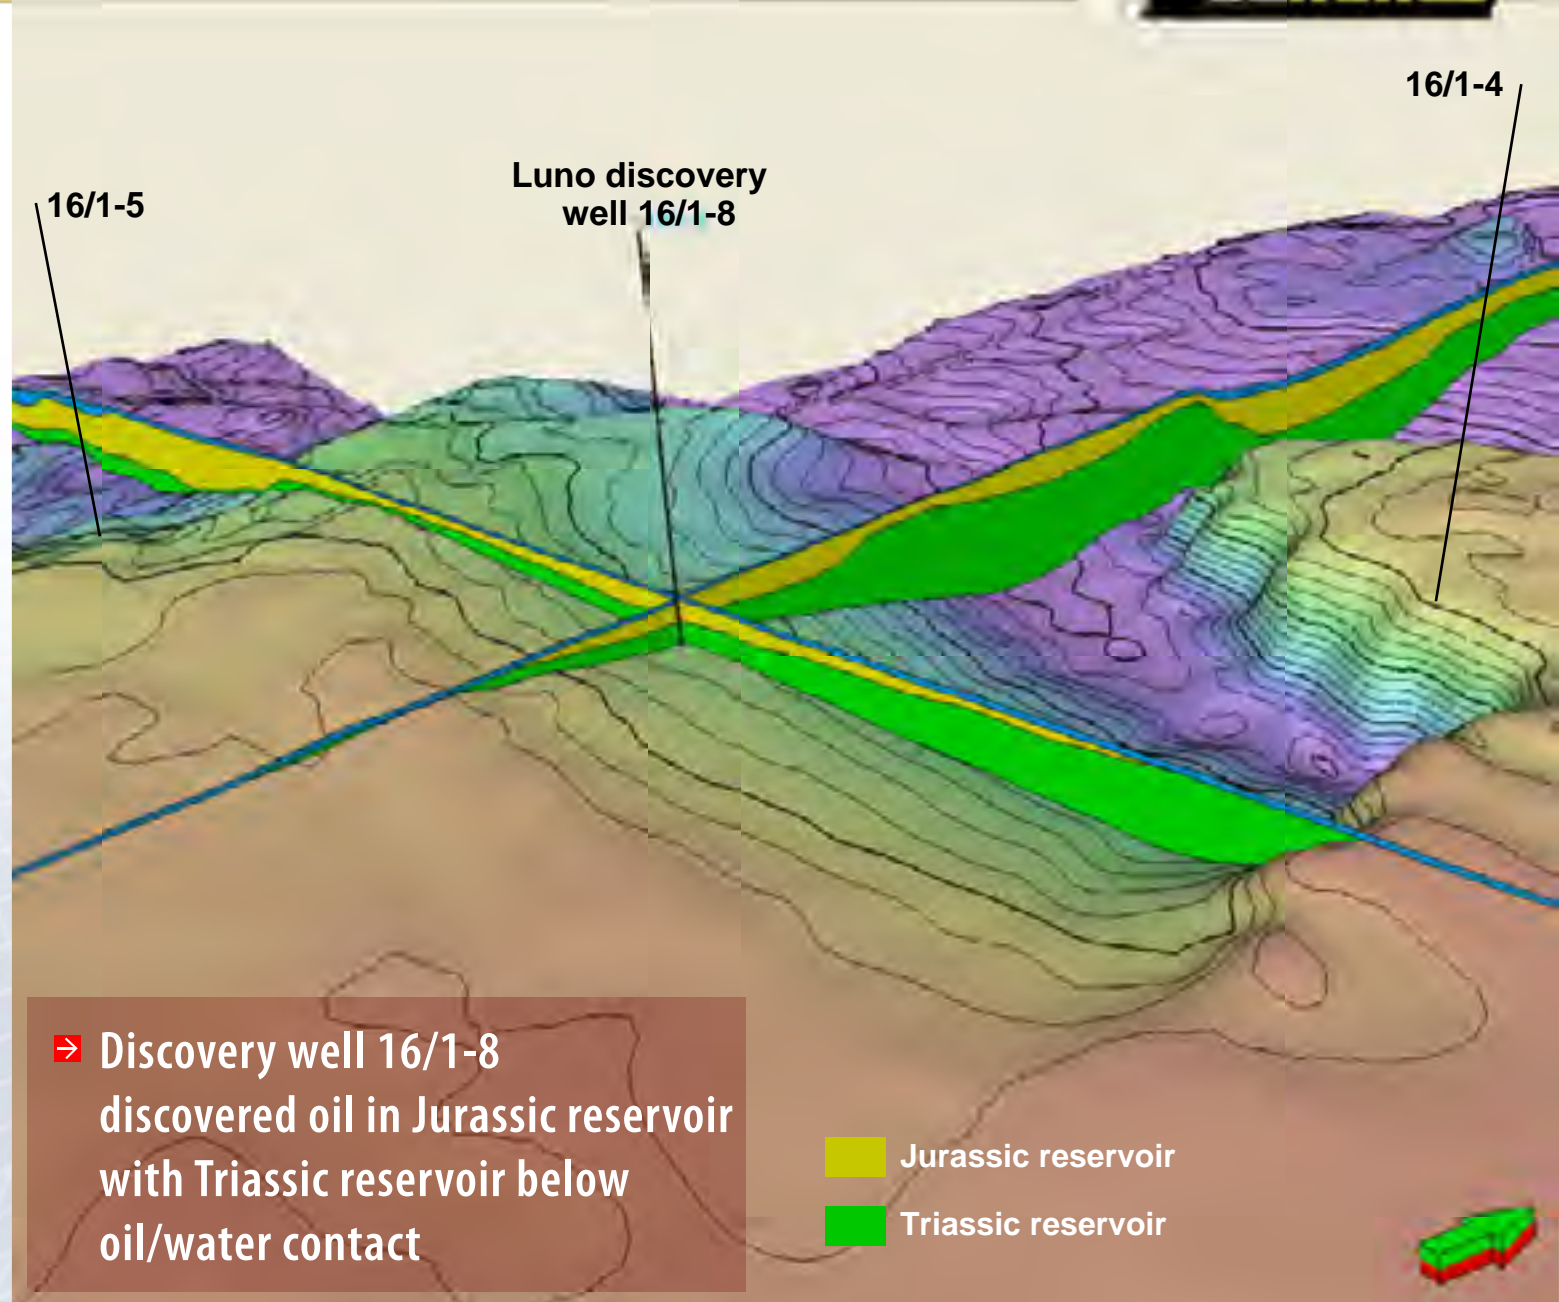 16/1-4
Luno discovery
well 16/1-8
16/1-5
Discovery well 16/1-8
discovered oil in Jurassic reservoir
with Triassic reservoir below
oil/water contact
Jurassic reservoir
Triassic reservoir